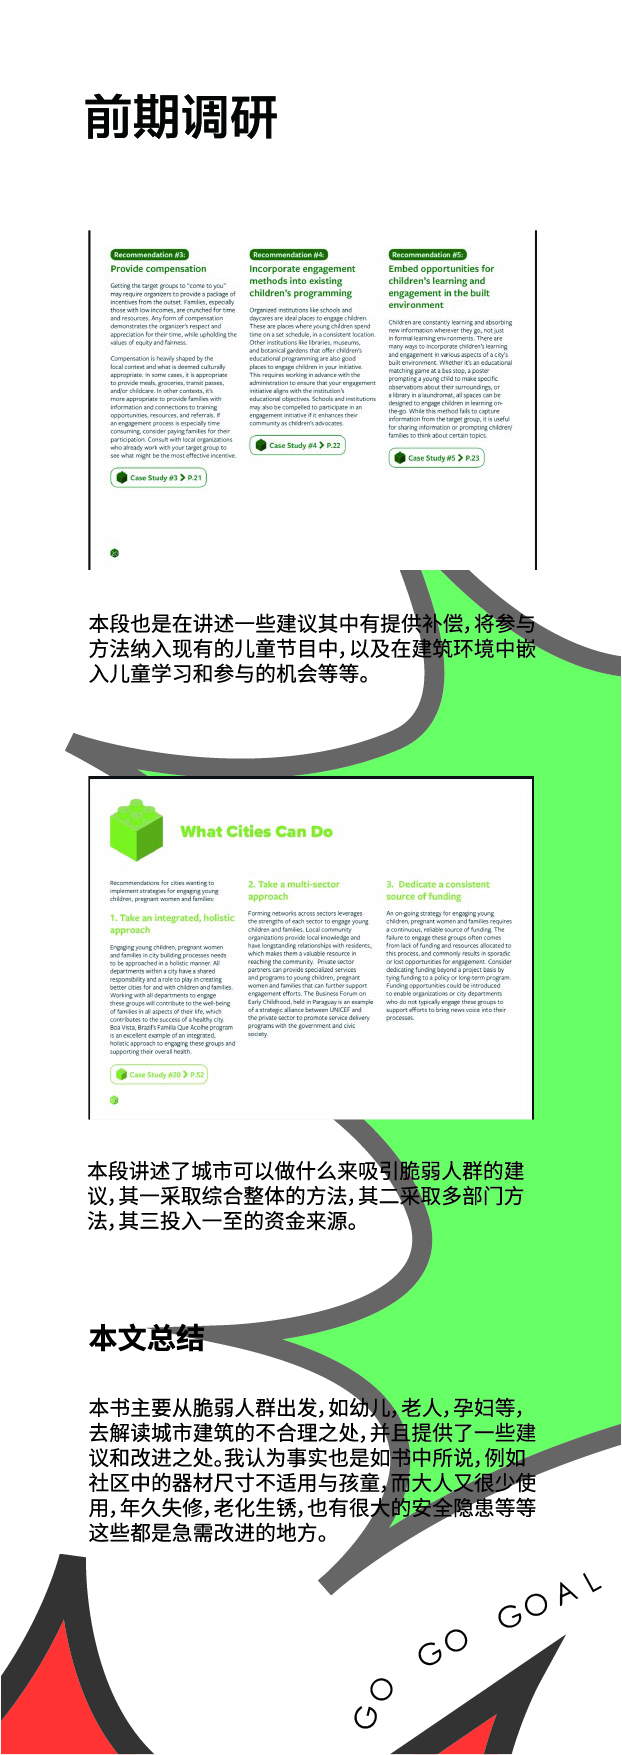 前期调研
Recommendation #3:
Provide compensation
Getting the target groups to "come to you"
may require organizers to provide a package of
incentives from the outset. Families, especially
those with low incomes, are crunched for time
and resources. Any form of compensation
demonstrates the organizer's respect and
appreciation for their time, while upholding the
values of equity and fairness.
Compensation is heavily shaped by the
local context and what is deemed culturally
appropriate. In some cases, it is appropriate
to provide meals, groceries, transit passes,
and/or childcare. In other contexts, it's
more appropriate to provide families with
information and connections to training
opportunities, resources, and referrals. If
an engagement process is especially time
consuming, consider paying families for their
participation. Consult with local organizations
who already work with your target group to
see what might be the most effective incentive.
Case Study #3 > P.21
Recommendation #4:
Incorporate engagement
methods into existing
children's programming
Organized institutions like schools and
daycares are ideal places to engage children.
These are places where young children spend
time on a set schedule, in a consistent location.
Other institutions like libraries, museums,
and botanical gardens that offer children's
educational programming are also good
places to engage children in your initiative.
This requires working in advance with the
administration to ensure that your engagement
initiative aligns with the institution's
educational objectives. Schools and institutions
may also be compelled to participate in an
engagement initiative if it enhances their
community as children's advocates.
Case Study #4 > P.22
Recommendation #5:
Embed opportunities for
children's learning and
engagement in the built
environment
Children are constantly learning and absorbing
new information wherever they go, not just
in formal learning environments. There are
many ways to incorporate children's learning
and engagement in various aspects of a city's
built environment. Whether it's an educational
matching game at a bus stop, a poster
prompting a young child to make specific
observations about their surroundings, or
a library in a laundromat, all spaces can be
designed to engage children in learning on-
the-go. While this method fails to capture
information from the target group, it is useful
for sharing information or prompting children/
families to think about certain topics.
Case Study #5 > P.23
本段也是在讲述一些建议其中有提供补偿，将参与
方法纳入现有的儿童节目中，以及在建筑环境中嵌
入儿童学习和参与的机会等等。
What Cities Can Do
Recommendations for cities wanting to
implement strategies for engaging young
children, pregnant women and families:
1. Take an integrated, holistic
approach
Engaging young children, pregnant women
and families in city building processes needs
to be approached in a holistic manner. All
departments within a city have a shared
responsibility and a role to play in creating
better cities for and with children and families.
Working with all departments to engage
these groups will contribute to the well-being
of families in all aspects of their life, which
contributes to the success of a healthy city.
Boa Vista, Brazil's Familia Que Acolhe program
is an excellent example of an integrated,
holistic approach to engaging these groups and
supporting their overall health.
Case Study #20 > P.52
2. Take a multi-sector
approach
Forming networks across sectors leverages
the strengths of each sector to engage young
children and families. Local community
organizations provide local knowledge and
have longstanding relationships with residents,
which makes them a valuable resource in
reaching the community. Private sector
partners can provide specialized services
and programs to young children, pregnant
women and families that can further support
engagement efforts. The Business Forum on
Early Childhood, held in Paraguay is an example
of a strategic alliance between UNICEF and
the private sector to promote service delivery
programs with the government and civic
society.
3. Dedicate a consistent
source of funding
An on-going strategy for engaging young
children, pregnant women and families requires
a continuous, reliable source of funding. The
failure to engage these groups often comes
from lack of funding and resources allocated to
this process, and commonly results in sporadic
or lost opportunities for engagement. Consider
dedicating funding beyond a project basis by
tying funding to a policy or long-term program.
Funding opportunities could be introduced
to enable organizations or city departments
who do not typically engage these groups to
support efforts to bring news voice into their
processes.
本段讲述了城市可以做什么来吸引脆弱人群的建
议，其一采取综合整体的方法，其二采取多部门方
法，其三投入一至的资金来源。
本文总结
本书主要从脆弱人群出发，如幼儿，老人，孕妇等，
去解读城市建筑的不合理之处，并且提供了一些建
议和改进之处。我认为事实也是如书中所说，例如
社区中的器材尺寸不适用与孩童，而大人又很少使
用，年久失修，老化生锈，也有很大的安全隐患等等
这些都是急需改进的地方。
GO GO GOAL